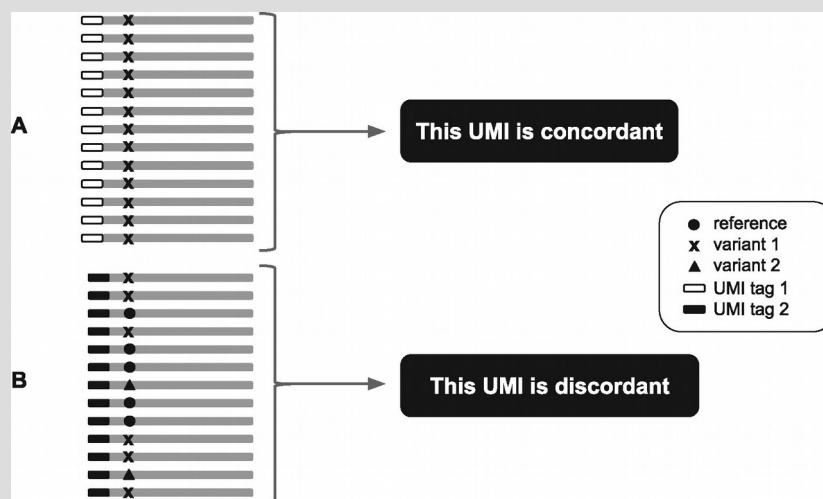 A
This UMI is concordant
reference
x variant 1
variant 2
UMI tag 1
UMI tag 2
B
This UMI is discordant